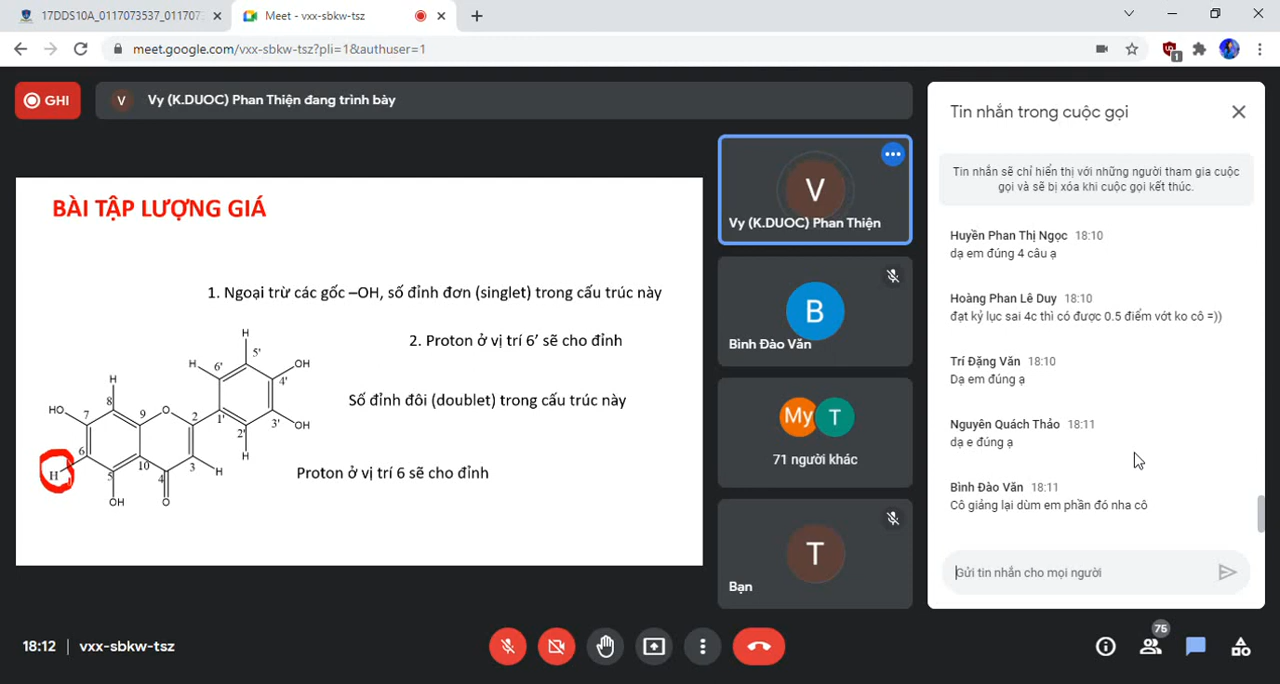 17DDS10A_0117073537_01107
Meet - vxx-sbkw-tsz
meet.google.com/vxx-sbkw-tsz?pli=1&authuser=1
1
GHI
V
Vy (K.DUOC) Phan Thiện đang trình bày
BÀI TẬP LƯỢNG GIÁ
1. Ngoại trừ các gốc –OH, số đỉnh đơn (singlet) trong cấu trúc này
2. Proton ở vị trí 6’ sẽ cho đỉnh
Số đỉnh đôi (doublet) trong cấu trúc này
Proton ở vị trí 6 sẽ cho đỉnh
H
H
6'
5'
OH
4'
H
8
HO
7
9
O
2
1'
3'
OH
2'
H
6
H
5
10
4
3
H
OH
O
V
Vy (K.DUOC) Phan Thiện
B
Bình Đào Văn
My
T
71 người khác
T
Bạn
Tin nhắn trong cuộc gọi
Tin nhắn sẽ chỉ hiển thị với những người tham gia cuộc
gọi và sẽ bị xóa khi cuộc gọi kết thúc.
Huyền Phan Thị Ngọc 18:10
dạ em đúng 4 câu ạ
Hoàng Phan Lê Duy 18:10
đạt kỷ lục sai 4c thì có được 0.5 điểm vớt ko cô =))
Trí Đặng Văn 18:10
Dạ em đúng ạ
Nguyên Quách Thảo 18:11
dạ e đúng ạ
Bình Đào Văn 18:11
Cô giảng lại dùm em phần đó nha cô
Gửi tin nhắn cho mọi người
18:12 | vxx-sbkw-tsz
75